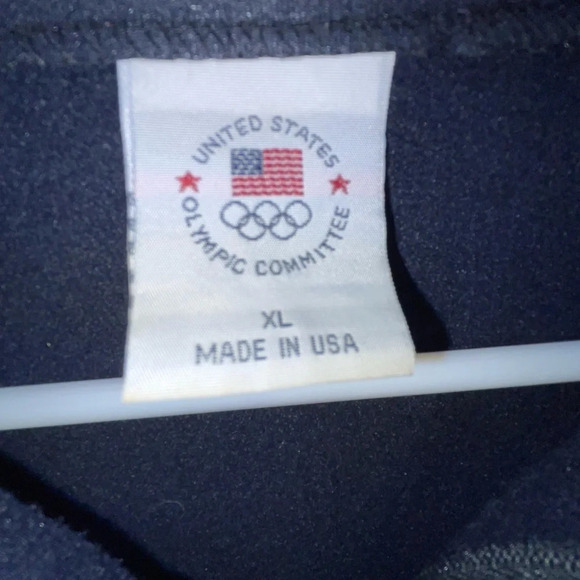 UNITED STATES
OLYMPIC COMMITTEE
XL
MADE IN USA